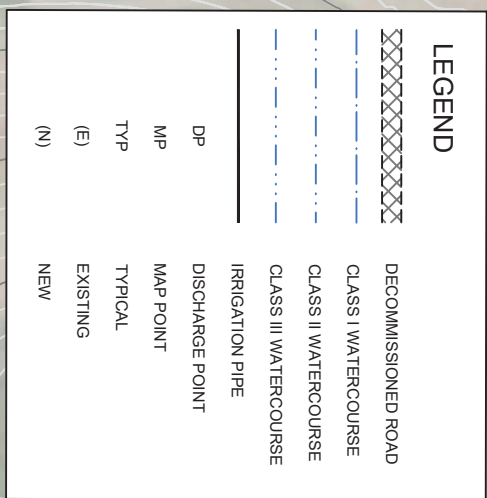 LEGEND
DECOMMISSIONED ROAD
CLASS I WATERCOURSE
CLASS II WATERCOURSE
CLASS III WATERCOURSE
IRRIGATION PIPE
DP DISCHARGE POINT
MP MAP POINT
TYP TYPICAL
(E) EXISTING
(N) NEW